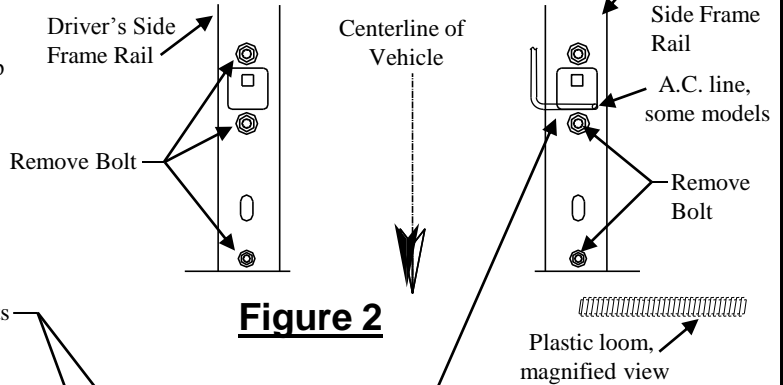 Driver's Side
Frame Rail
Centerline of
Vehicle
Side Frame
Rail
A.C. line,
some models
Remove Bolt
Remove
Bolt
Figure 2
Plastic loom,
magnified view